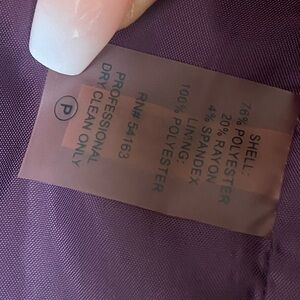 SHELL:
76% POLYESTER
20% RAYON
4% SPANDEX
LINING:
100% POLYESTER
RN# 54163
PROFESSIONAL
DRY CLEAN ONLY
P